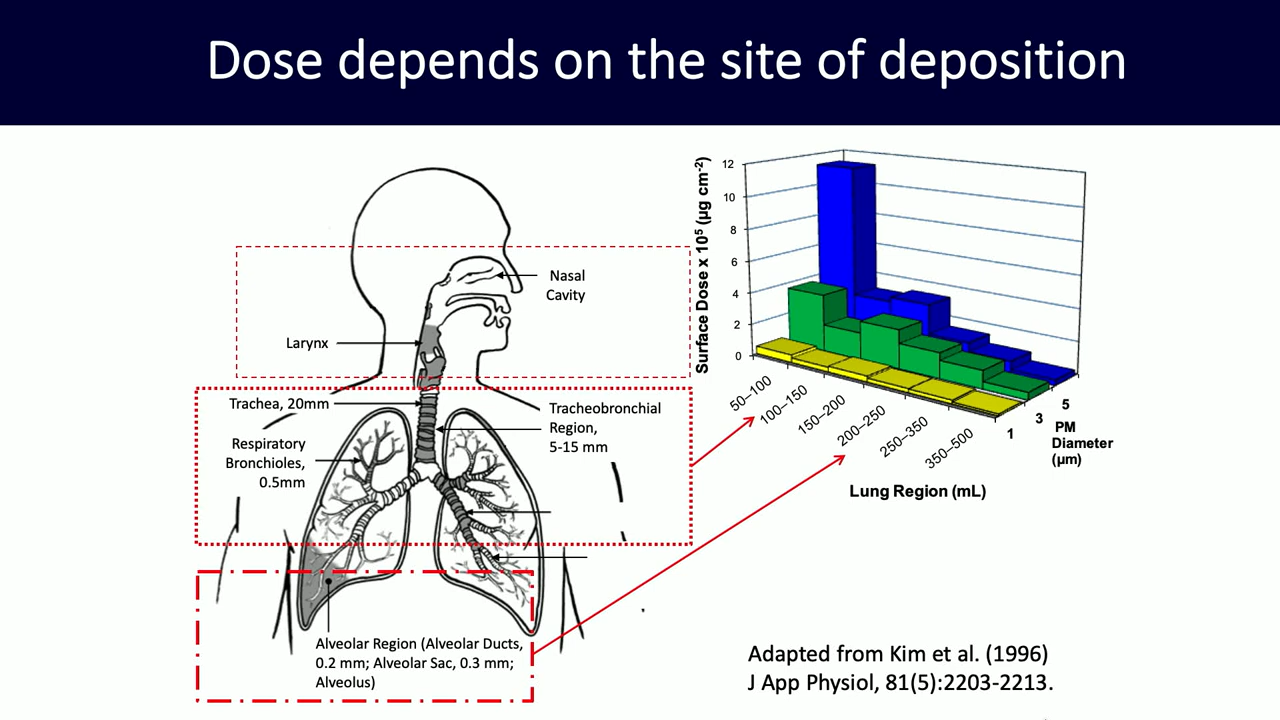 Dose depends on the site of deposition
Nasal
Cavity
Larynx
Trachea, 20mm
Respiratory
Bronchioles,
0.5mm
Tracheobronchial
Region,
5-15 mm
Alveolar Region (Alveolar Ducts,
0.2 mm; Alveolar Sac, 0.3 mm;
Alveolus)
Surface Dose x 10⁵ (µg cm⁻²)
12
10
8
6
4
2
0
50–100
100–150
150–200
200–250
250–350
350–500
Lung Region (mL)
1
3
5
PM
Diameter
(µm)
Adapted from Kim et al. (1996)
J App Physiol, 81(5):2203-2213.